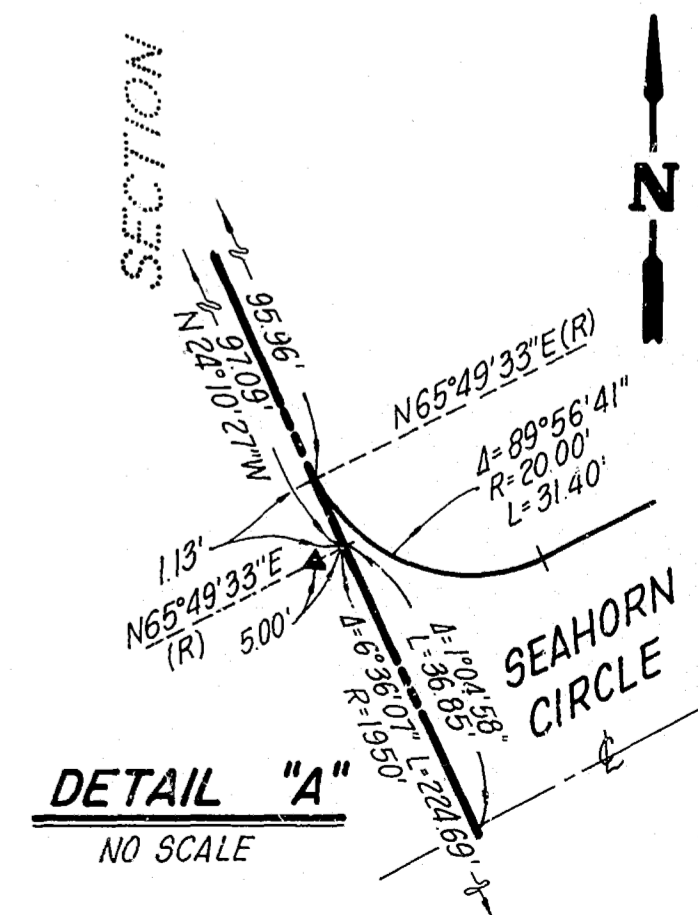 SECTION
N
95.96'
97.09'
N 24°10'27"W
N65°49'33"E(R)
Δ=89°56'41"
R=20.00'
L=31.40'
1.13'
N65°49'33"E
(R)
5.00'
Δ=1°04'58"
L=36.85'
Δ=6°36'07" L=224.69'
R=1950'
SEAHORN
CIRCLE
℄
DETAIL "A"
NO SCALE